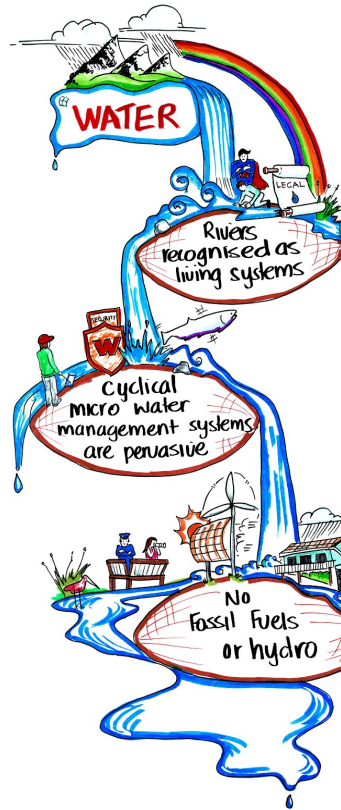 WATER
LEGAL
Rivers
recognised as
living systems
SECURITY
W
Cyclical
micro water
management systems
are pervasive
No
Fossil Fuels
or hydro